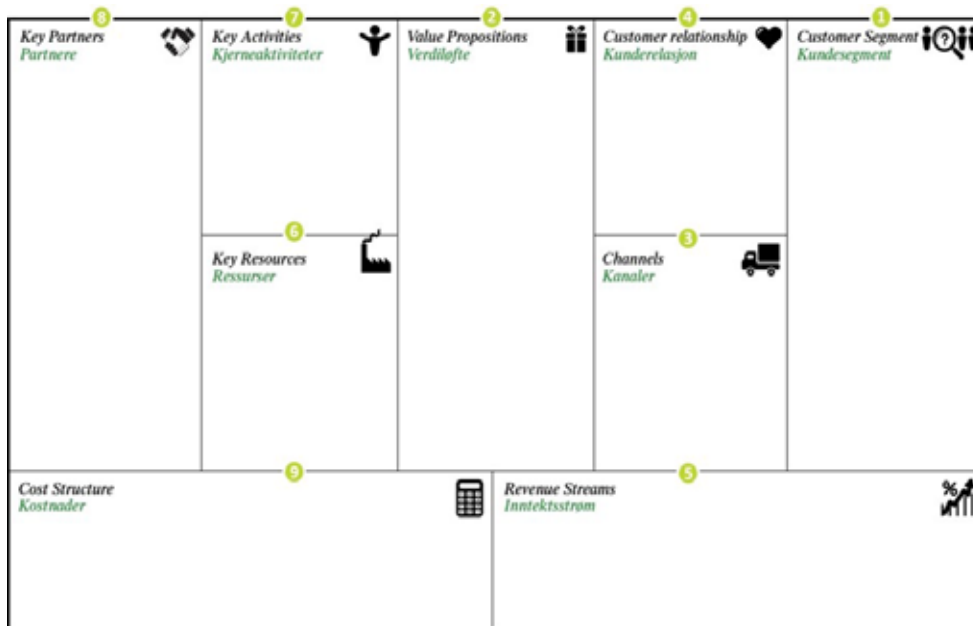 8
Key Partners
Partnere
7
Key Activities
Kjerneaktiviteter
2
Value Propositions
Verdiløfte
4
Customer relationship
Kunderelasjon
1
Customer Segment
Kundesegment
?
6
Key Resources
Ressurser
3
Channels
Kanaler
9
Cost Structure
Kostnader
5
Revenue Streams
Inntektsstrøm
%